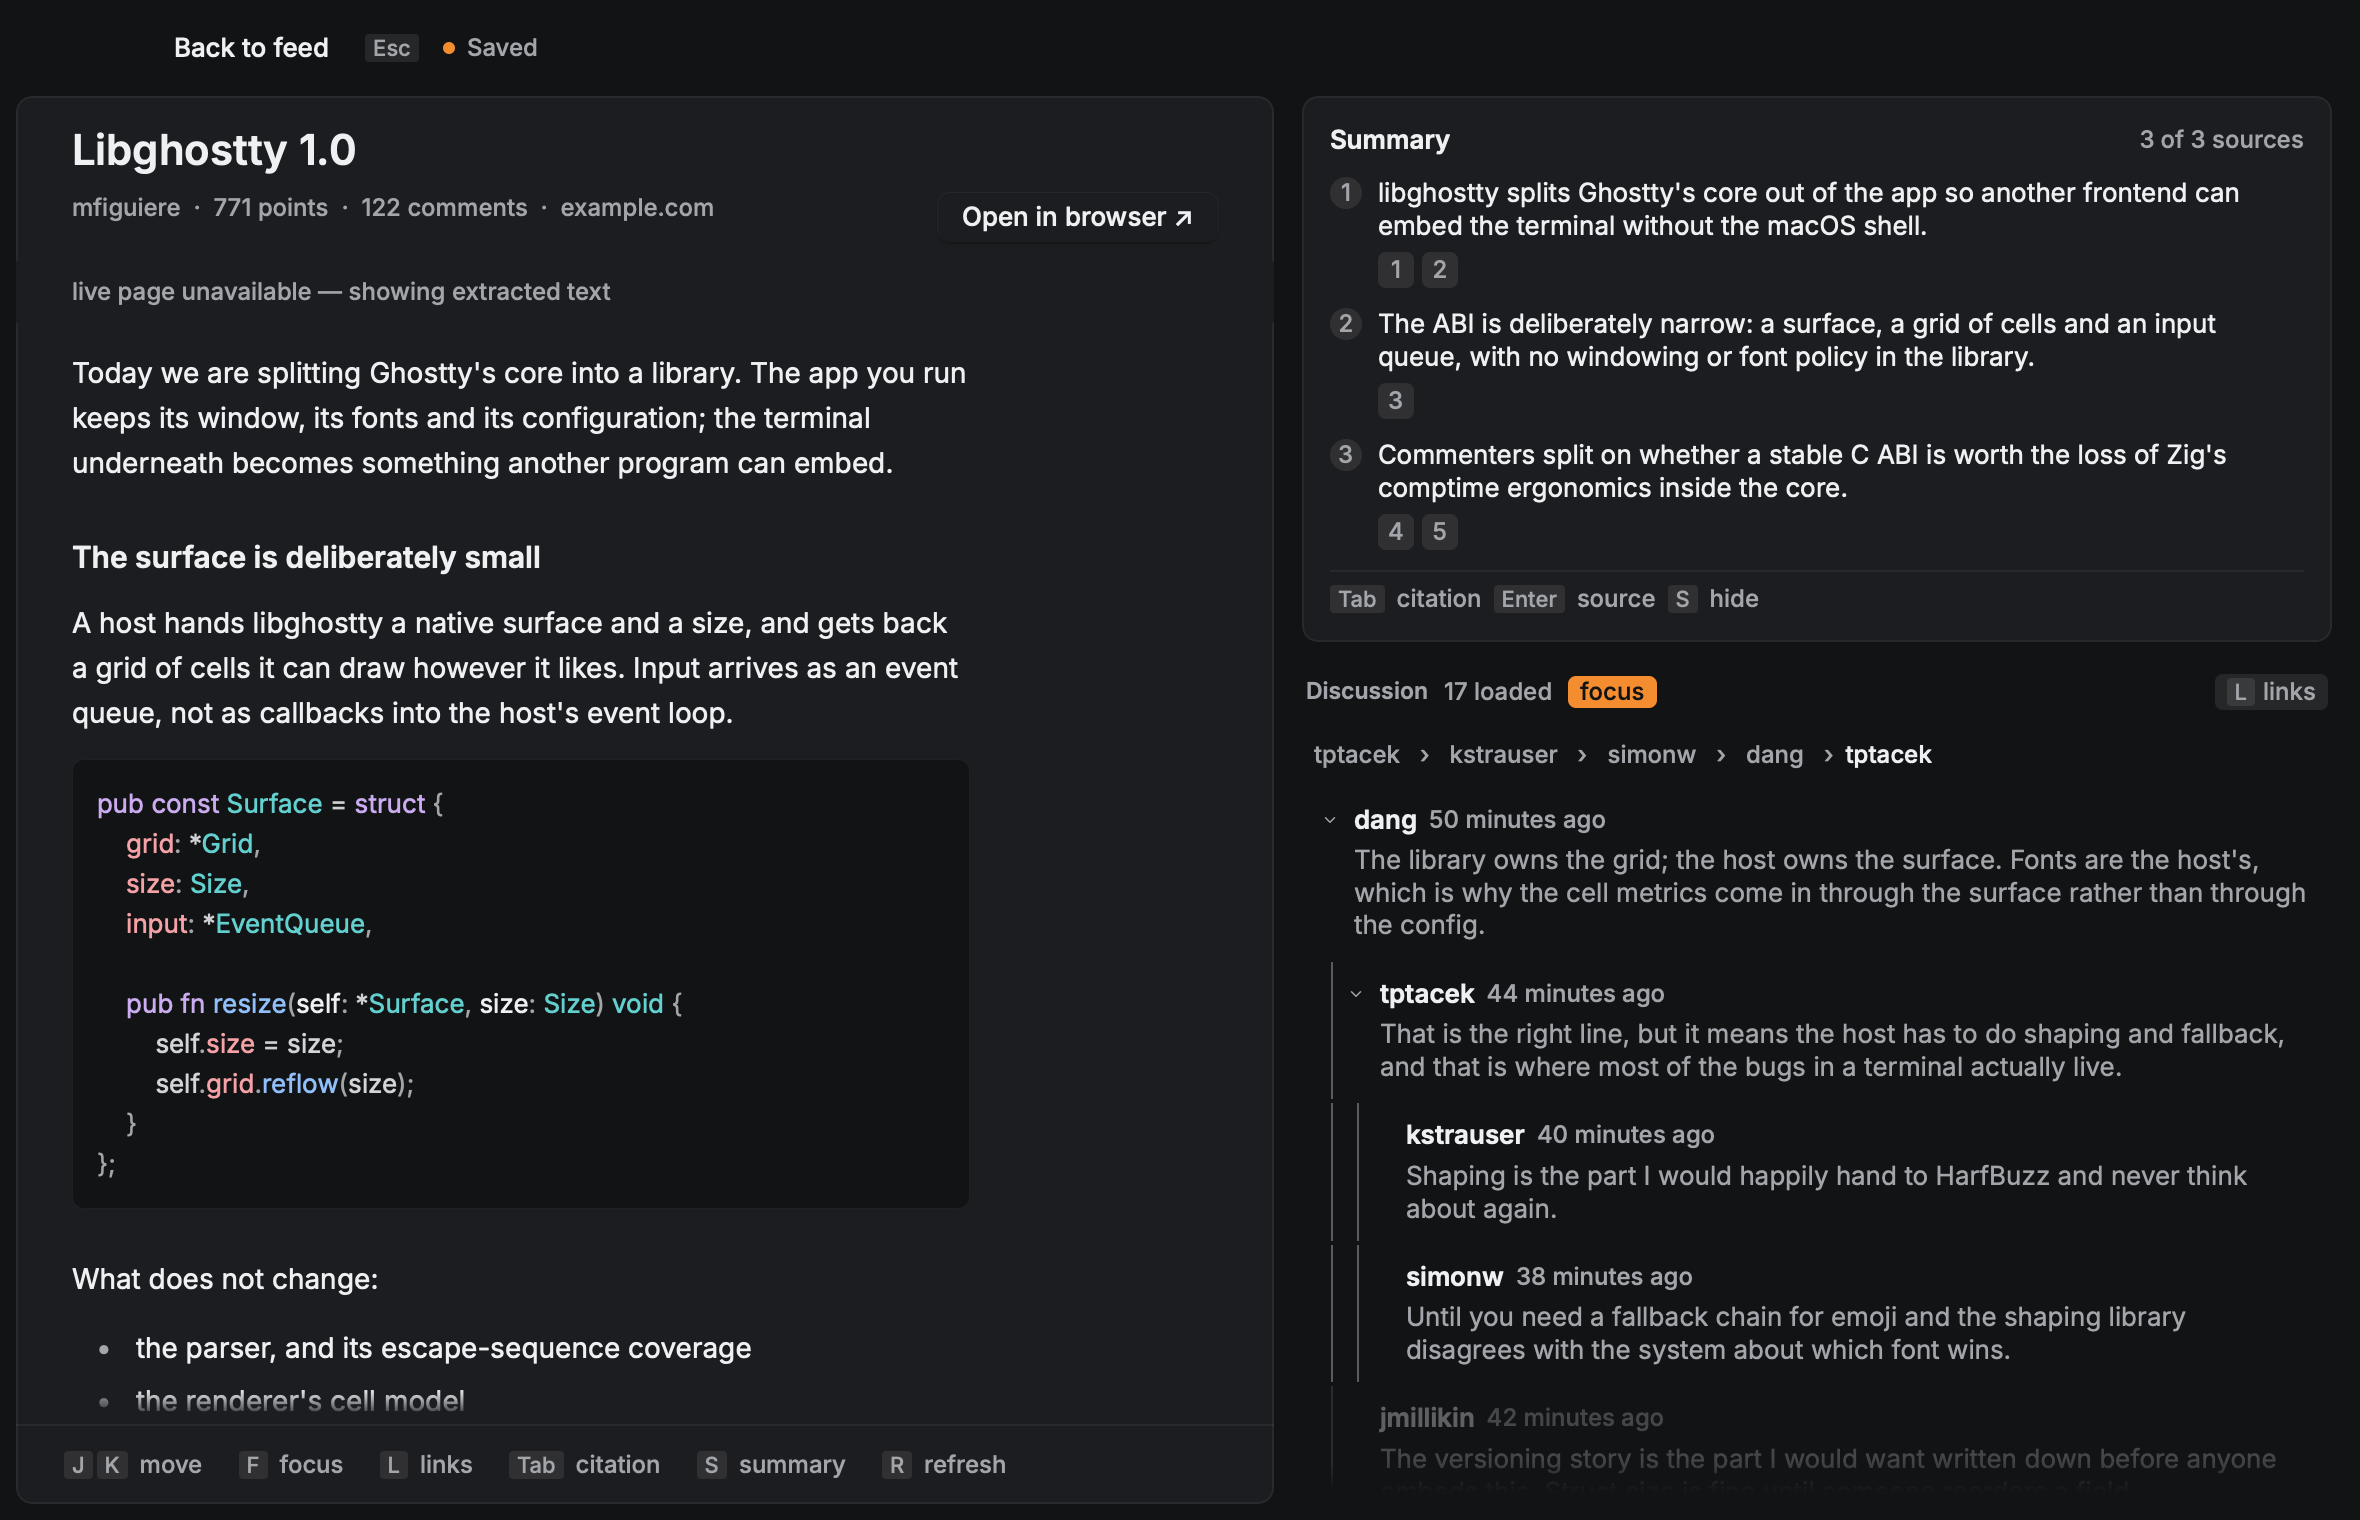 Back to feed Esc Saved
Libghostty 1.0
mfiguiere · 771 points · 122 comments · example.com
Open in browser ↗
live page unavailable — showing extracted text
Today we are splitting Ghostty's core into a library. The app you run
keeps its window, its fonts and its configuration; the terminal
underneath becomes something another program can embed.
The surface is deliberately small
A host hands libghostty a native surface and a size, and gets back
a grid of cells it can draw however it likes. Input arrives as an event
queue, not as callbacks into the host's event loop.
pub const Surface = struct {
grid: *Grid,
size: Size,
input: *EventQueue,
pub fn resize(self: *Surface, size: Size) void {
self.size = size;
self.grid.reflow(size);
}
};
What does not change:
• the parser, and its escape-sequence coverage
• the renderer's cell model
J K move F focus L links Tab citation S summary R refresh
Summary 3 of 3 sources
1 libghostty splits Ghostty's core out of the app so another frontend can
embed the terminal without the macOS shell.
1 2
2 The ABI is deliberately narrow: a surface, a grid of cells and an input
queue, with no windowing or font policy in the library.
3
3 Commenters split on whether a stable C ABI is worth the loss of Zig's
comptime ergonomics inside the core.
4 5
Tab citation Enter source S hide
Discussion 17 loaded focus L links
tptacek › kstrauser › simonw › dang › tptacek
dang 50 minutes ago
The library owns the grid; the host owns the surface. Fonts are the host's,
which is why the cell metrics come in through the surface rather than through
the config.
tptacek 44 minutes ago
That is the right line, but it means the host has to do shaping and fallback,
and that is where most of the bugs in a terminal actually live.
kstrauser 40 minutes ago
Shaping is the part I would happily hand to HarfBuzz and never think
about again.
simonw 38 minutes ago
Until you need a fallback chain for emoji and the shaping library
disagrees with the system about which font wins.
jmillikin 42 minutes ago
The versioning story is the part I would want written down before anyone